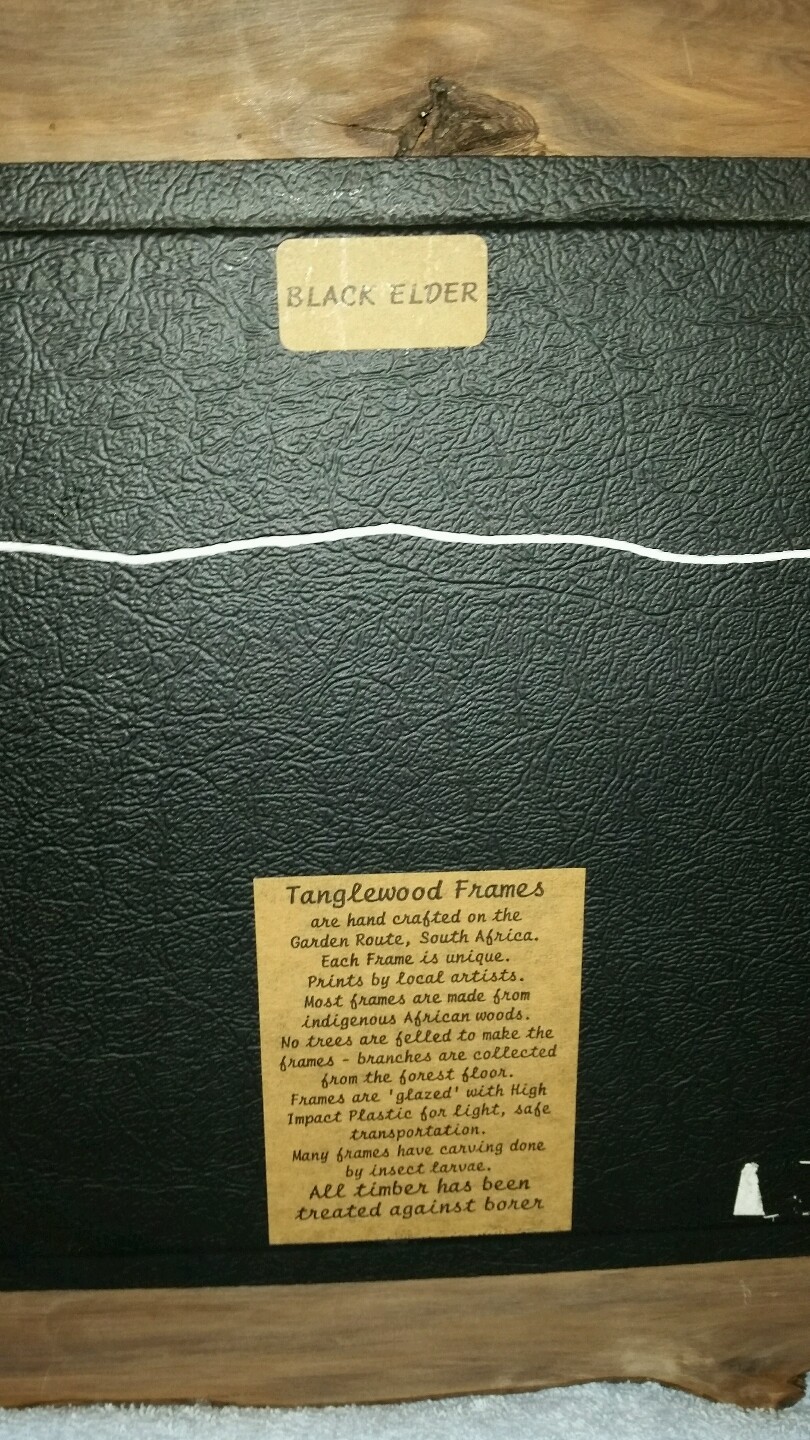 BLACK ELDER
Tanglewood Frames
are hand crafted on the
Garden Route, South Africa.
Each Frame is unique.
Prints by local artists.
Most frames are made from
indigenous African woods.
No trees are felled to make the
frames - branches are collected
from the forest floor.
Frames are 'glazed' with High
Impact Plastic for light, safe
transportation.
Many frames have carving done
by insect larvae.
All timber has been
treated against borer